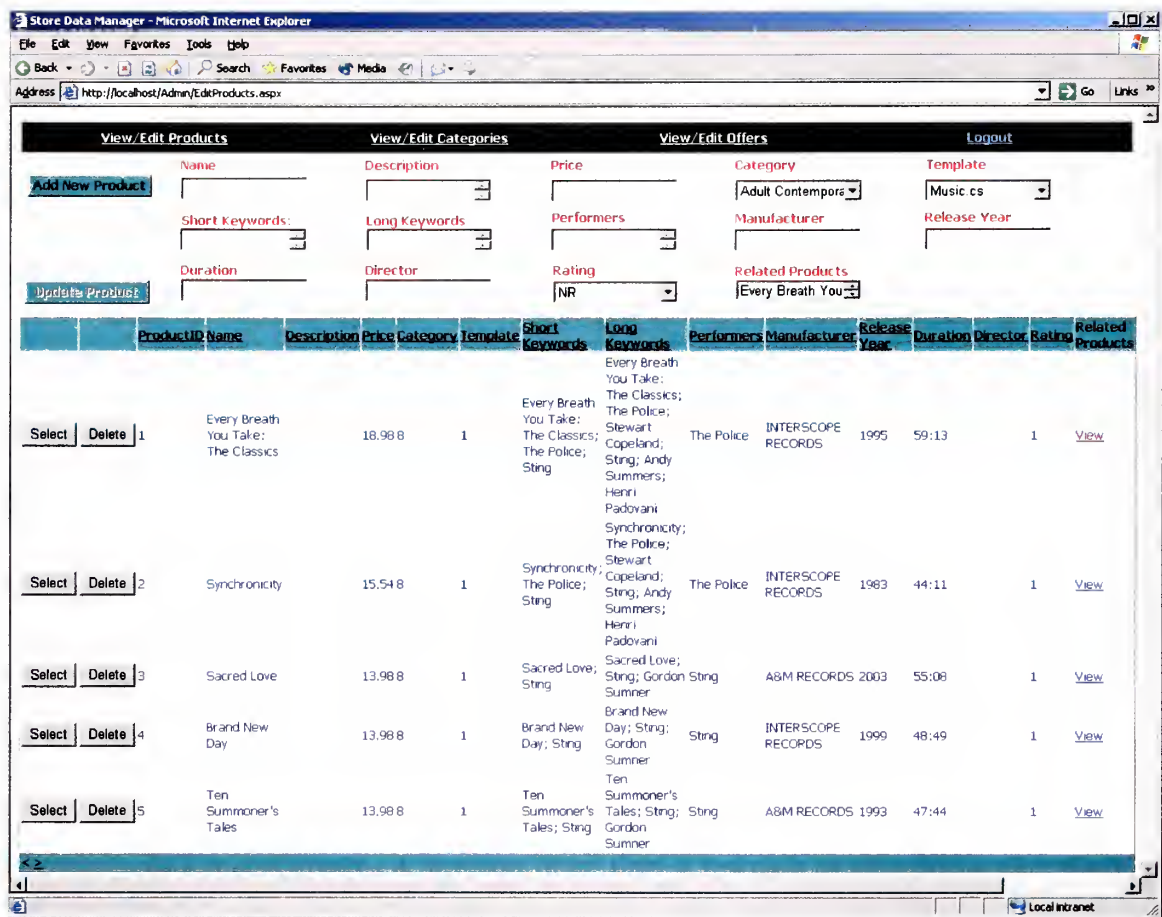 Store Data Manager - Microsoft Internet Explorer
File Edit View Favorites Tools Help
Back Search Favorites Media
Address http://localhost/Admin/EditProducts.aspx Go Links »
View/Edit Products View/Edit Categories View/Edit Offers Logout
Name Description Price Category Template
Add New Product Adult Contempora Music.cs
Short Keywords: Long Keywords Performers Manufacturer Release Year
Duration Director Rating Related Products
Update Product NR Every Breath You
ProductID Name Description Price Category Template Short Keywords Long Keywords Performers Manufacturer Release Year Duration Director Rating Related Products
Select Delete 1 Every Breath You Take: The Classics 18.98 8 1 Every Breath You Take: The Classics; The Police; Sting Every Breath You Take: The Classics; The Police; Stewart Copeland; Sting; Andy Summers; Henri Padovani The Police INTERSCOPE RECORDS 1995 59:13 1 View
Select Delete 2 Synchronicity 15.54 8 1 Synchronicity; The Police; Sting Synchronicity; The Police; Stewart Copeland; Sting; Andy Summers; Henri Padovani The Police INTERSCOPE RECORDS 1983 44:11 1 View
Select Delete 3 Sacred Love 13.98 8 1 Sacred Love; Sting Sacred Love; Sting; Gordon Sumner Sting A&M RECORDS 2003 55:08 1 View
Select Delete 4 Brand New Day 13.98 8 1 Brand New Day; Sting Brand New Day; Sting; Gordon Sumner Sting INTERSCOPE RECORDS 1999 48:49 1 View
Select Delete 5 Ten Summoner's Tales 13.98 8 1 Ten Summoner's Tales; Sting Ten Summoner's Tales; Sting; Gordon Sumner Sting A&M RECORDS 1993 47:44 1 View
< >
Local intranet